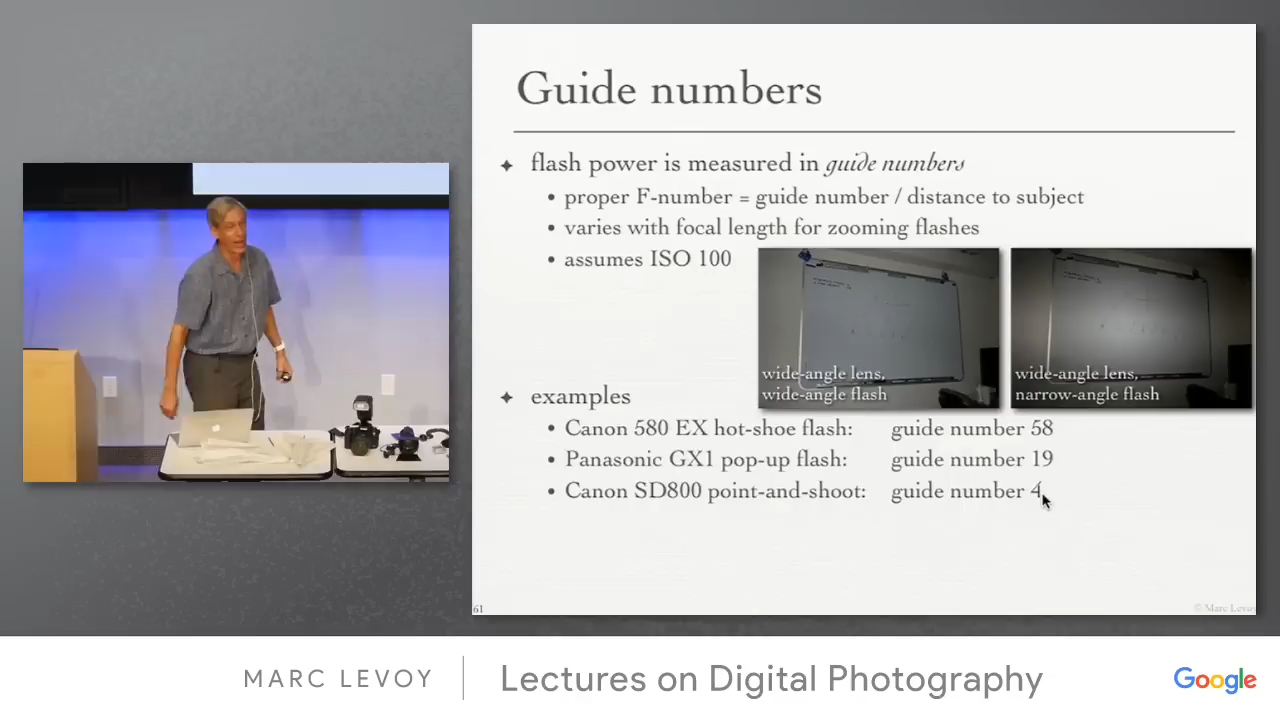 Guide numbers
✦ flash power is measured in guide numbers
• proper F-number = guide number / distance to subject
• varies with focal length for zooming flashes
• assumes ISO 100
wide-angle lens,
wide-angle flash
wide-angle lens,
narrow-angle flash
✦ examples
• Canon 580 EX hot-shoe flash: guide number 58
• Panasonic GX1 pop-up flash: guide number 19
• Canon SD800 point-and-shoot: guide number 4
61
© Marc Levoy
MARC LEVOY
Lectures on Digital Photography
Google